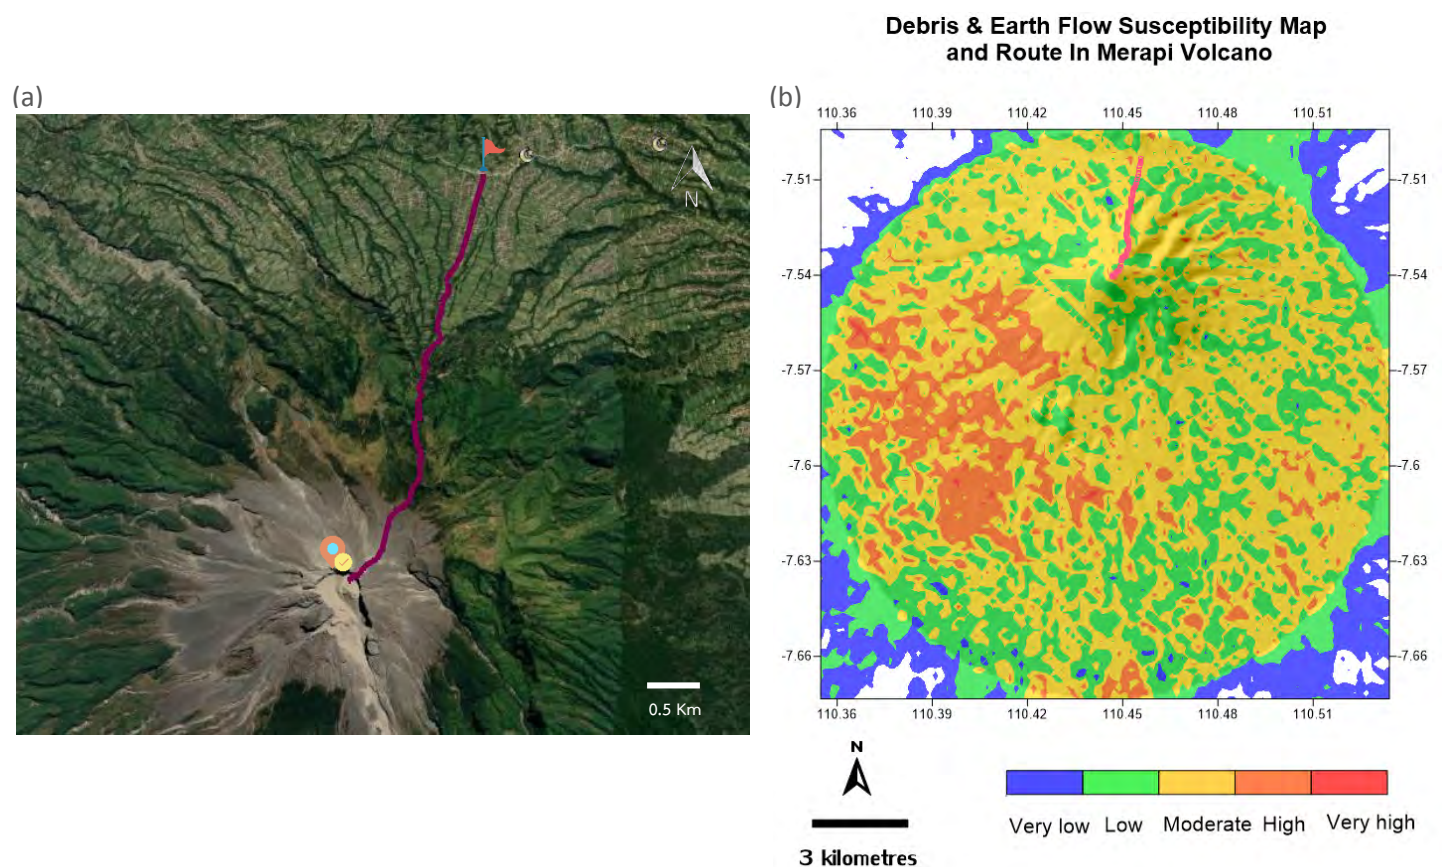 Debris & Earth Flow Susceptibility Map
and Route In Merapi Volcano
(a)
(b)
110.36 110.39 110.42 110.45 110.48 110.51
-7.51 -7.51
-7.54 -7.54
-7.57 -7.57
-7.6 -7.6
-7.63 -7.63
-7.66 -7.66
110.36 110.39 110.42 110.45 110.48 110.51
N
0.5 Km
N
3 kilometres
Very low Low Moderate High Very high